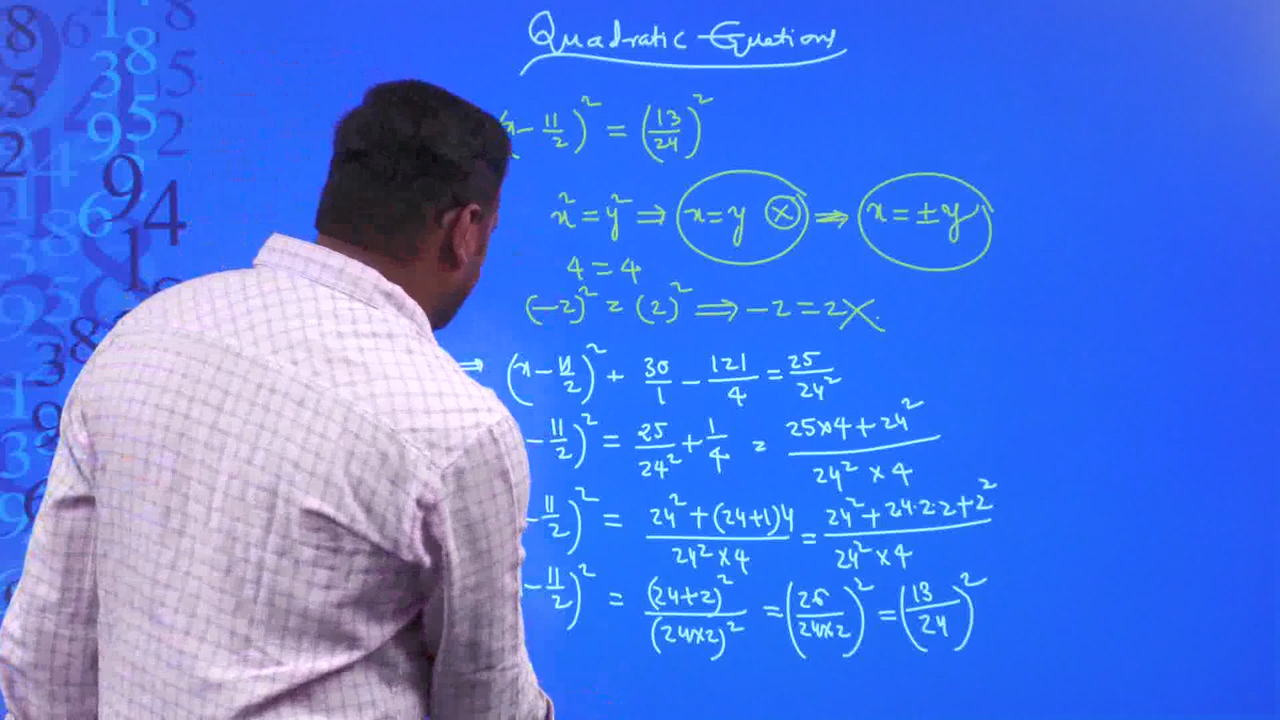 Quadratic Equetions
(x - 11/2)² = (13/24)²
x² = y² ⇒ x = y ⊗ ⇒ x = ± y
4 = 4
(-2)² = (2)² ⇒ -2 = 2 ×
⇒ (x - 11/2)² + 30/1 - 121/4 = 25/24²
- 11/2)² = 25/24² + 1/4 = (25×4 + 24²)/(24² × 4)
- 11/2)² = (24² + (24+1)4)/(24² × 4) = (24² + 24·2·2 + 2²)/(24² × 4)
- 11/2)² = (24+2)²/(24×2)² = (26/(24×2))² = (13/24)²